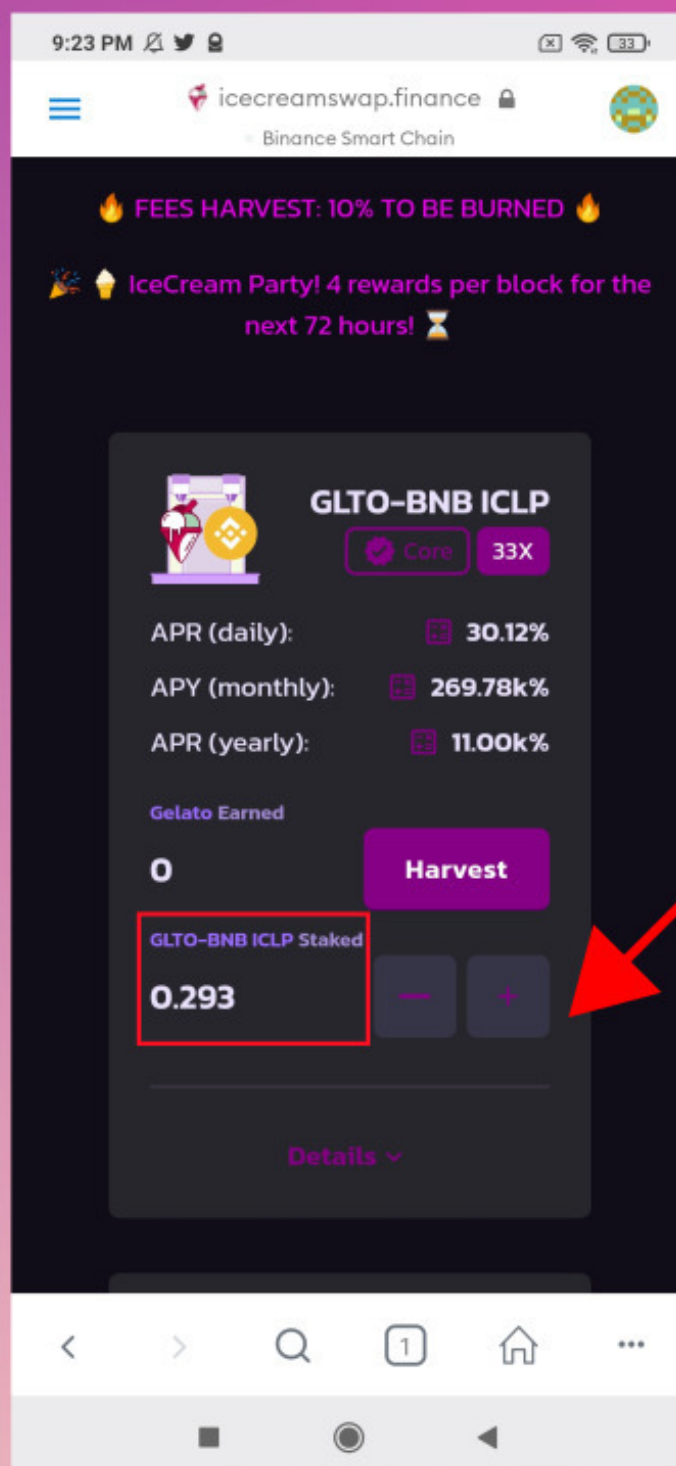 9:23 PM
33
icecreamswap.finance
Binance Smart Chain
🔥 FEES HARVEST: 10% TO BE BURNED 🔥
🎉 🍦 IceCream Party! 4 rewards per block for the
next 72 hours! ⏳
GLTO-BNB ICLP
Core
33X
APR (daily): 30.12%
APY (monthly): 269.78k%
APR (yearly): 11.00k%
Gelato Earned
0
Harvest
GLTO-BNB ICLP Staked
0.293
— +
Details
1